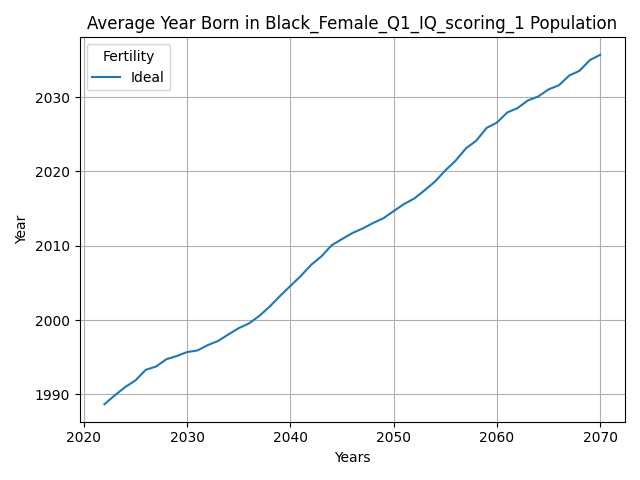 Average Year Born in Black_Female_Q1_IQ_scoring_1 Population
Fertility
Ideal
2030
2020
2010
2000
1990
Year
2020
2030
2040
2050
2060
2070
Years